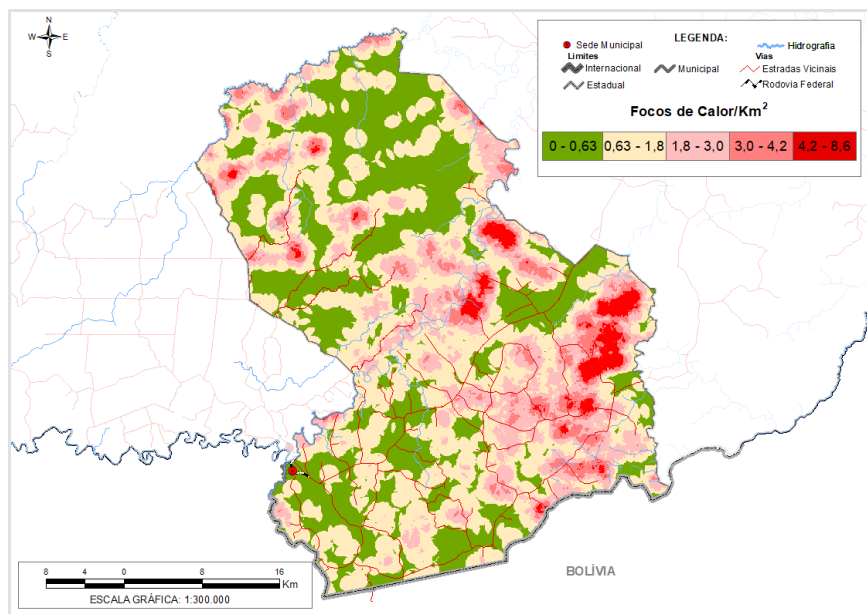 N
W E
S
LEGENDA:
Sede Municipal
Hidrografia
Limites
Vias
Internacional
Municipal
Estradas Vicinais
Estadual
Rodovia Federal
Focos de Calor/Km²
0 - 0,63
0,63 - 1,8
1,8 - 3,0
3,0 - 4,2
4,2 - 8,6
BOLÍVIA
8 4 0 8 16
Km
ESCALA GRÁFICA: 1:300.000